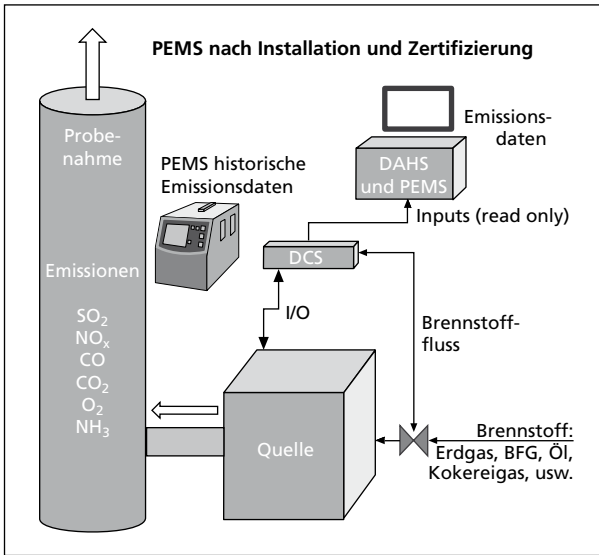 PEMS nach Installation und Zertifizierung
Probe-
nahme
PEMS historische
Emissionsdaten
Emissions-
daten
DAHS
und PEMS
Inputs (read only)
DCS
I/O
Brennstoff-
fluss
Emissionen
SO₂
NOₓ
CO
CO₂
O₂
NH₃
Quelle
Brennstoff:
Erdgas, BFG, Öl,
Kokereigas, usw.